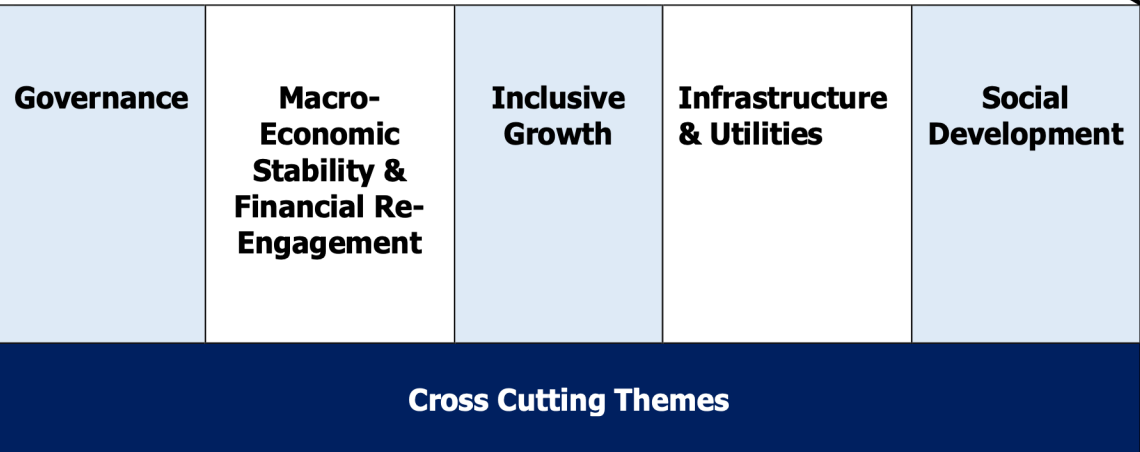 Governance
Macro-
Economic
Stability &
Financial Re-
Engagement
Inclusive
Growth
Infrastructure
& Utilities
Social
Development
Cross Cutting Themes